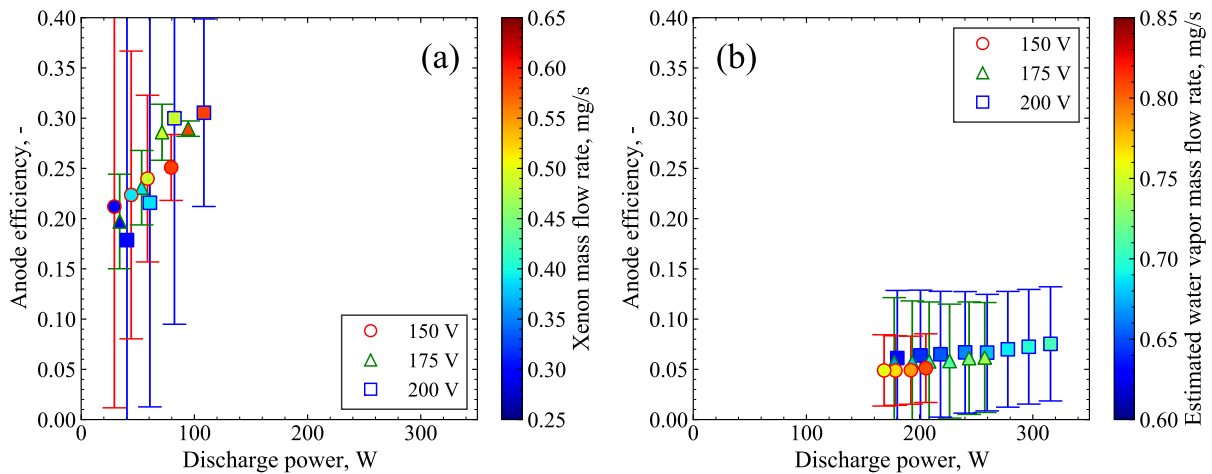 (a)
Anode efficiency, -
0.40
0.35
0.30
0.25
0.20
0.15
0.10
0.05
0.00
0
100
200
300
Discharge power, W
150 V
175 V
200 V
0.65
0.60
0.55
0.50
0.45
0.40
0.35
0.30
0.25
Xenon mass flow rate, mg/s
(b)
Anode efficiency, -
0.40
0.35
0.30
0.25
0.20
0.15
0.10
0.05
0.00
0
100
200
300
Discharge power, W
150 V
175 V
200 V
0.85
0.80
0.75
0.70
0.65
0.60
Estimated water vapor mass flow rate, mg/s